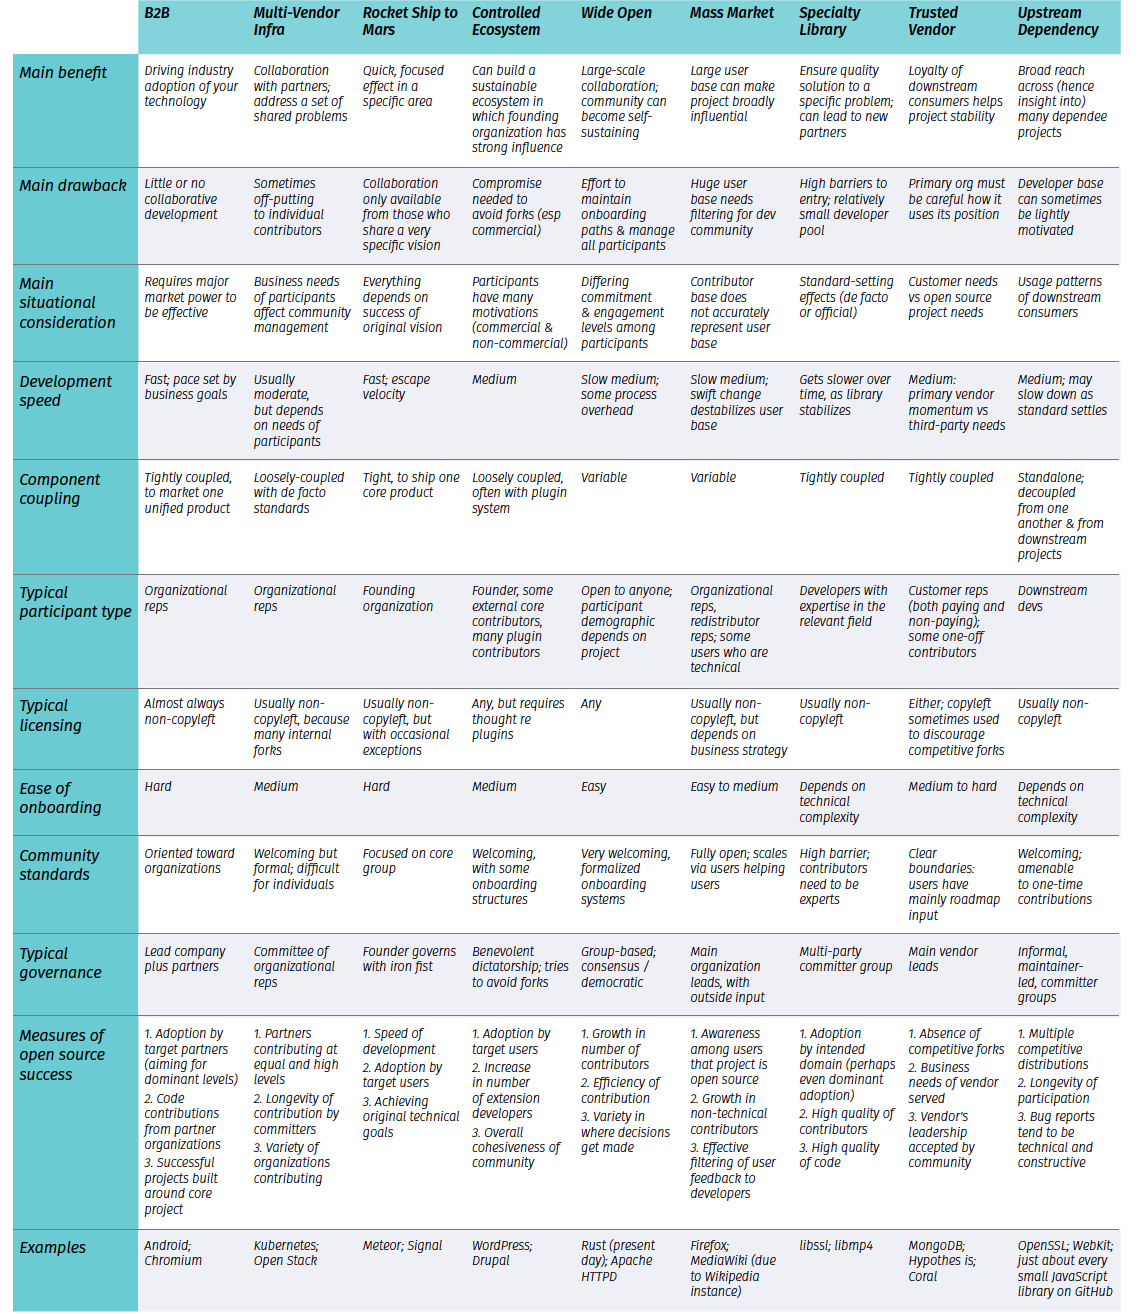 B2B
Multi-Vendor
Infra
Rocket Ship to
Mars
Controlled
Ecosystem
Wide Open
Mass Market
Specialty
Library
Trusted
Vendor
Upstream
Dependency
Main benefit
Driving industry
adoption of your
technology
Collaboration
with partners;
address a set of
shared problems
Quick, focused
effect in a
specific area
Can build a
sustainable
ecosystem in
which founding
organization has
strong influence
Large-scale
collaboration;
community can
become self-
sustaining
Large user
base can make
project broadly
influential
Ensure quality
solution to a
specific problem;
can lead to new
partners
Loyalty of
downstream
consumers helps
project stability
Broad reach
across (hence
insight into)
many dependee
projects
Main drawback
Little or no
collaborative
development
Sometimes
off-putting
to individual
contributors
Collaboration
only available
from those who
share a very
specific vision
Compromise
needed to
avoid forks (esp
commercial)
Effort to
maintain
onboarding
paths & manage
all participants
Huge user
base needs
filtering for dev
community
High barriers to
entry; relatively
small developer
pool
Primary org must
be careful how it
uses its position
Developer base
can sometimes
be lightly
motivated
Main
situational
consideration
Requires major
market power to
be effective
Business needs
of participants
affect community
management
Everything
depends on
success of
original vision
Participants
have many
motivations
(commercial &
non-commercial)
Differing
commitment
& engagement
levels among
participants
Contributor
base does
not accurately
represent user
base
Standard-setting
effects (de facto
or official)
Customer needs
vs open source
project needs
Usage patterns
of downstream
consumers
Development
speed
Fast; pace set by
business goals
Usually
moderate,
but depends
on needs of
participants
Fast; escape
velocity
Medium
Slow medium;
some process
overhead
Slow medium;
swift change
destabilizes user
base
Gets slower over
time, as library
stabilizes
Medium:
primary vendor
momentum vs
third-party needs
Medium; may
slow down as
standard settles
Component
coupling
Tightly coupled,
to market one
unified product
Loosely-coupled
with de facto
standards
Tight, to ship one
core product
Loosely coupled,
often with plugin
system
Variable
Variable
Tightly coupled
Tightly coupled
Standalone;
decoupled
from one
another & from
downstream
projects
Typical
participant type
Organizational
reps
Organizational
reps
Founding
organization
Founder, some
external core
contributors,
many plugin
contributors
Open to anyone;
participant
demographic
depends on
project
Organizational
reps,
redistributor
reps; some
users who are
technical
Developers with
expertise in the
relevant field
Customer reps
(both paying and
non-paying);
some one-off
contributors
Downstream
devs
Typical
licensing
Almost always
non-copyleft
Usually non-
copyleft, because
many internal
forks
Usually non-
copyleft, but
with occasional
exceptions
Any, but requires
thought re
plugins
Any
Usually non-
copyleft, but
depends on
business strategy
Usually non-
copyleft
Either; copyleft
sometimes used
to discourage
competitive forks
Usually non-
copyleft
Ease of
onboarding
Hard
Medium
Hard
Medium
Easy
Easy to medium
Depends on
technical
complexity
Medium to hard
Depends on
technical
complexity
Community
standards
Oriented toward
organizations
Welcoming but
formal; difficult
for individuals
Focused on core
group
Welcoming,
with some
onboarding
structures
Very welcoming,
formalized
onboarding
systems
Fully open; scales
via users helping
users
High barrier;
contributors
need to be
experts
Clear
boundaries:
users have
mainly roadmap
input
Welcoming;
amenable
to one-time
contributions
Typical
governance
Lead company
plus partners
Committee of
organizational
reps
Founder governs
with iron fist
Benevolent
dictatorship; tries
to avoid forks
Group-based;
consensus /
democratic
Main
organization
leads, with
outside input
Multi-party
committer group
Main vendor
leads
Informal,
maintainer-
led, committer
groups
Measures of
open source
success
1. Adoption by
target partners
(aiming for
dominant levels)
2. Code
contributions
from partner
organizations
3. Successful
projects built
around core
project
1. Partners
contributing at
equal and high
levels
2. Longevity of
contribution by
committers
3. Variety of
organizations
contributing
1. Speed of
development
2. Adoption by
target users
3. Achieving
original technical
goals
1. Adoption by
target users
2. Increase
in number
of extension
developers
3. Overall
cohesiveness of
community
1. Growth in
number of
contributors
2. Efficiency of
contribution
3. Variety in
where decisions
get made
1. Awareness
among users
that project is
open source
2. Growth in
non-technical
contributors
3. Effective
filtering of user
feedback to
developers
1. Adoption
by intended
domain (perhaps
even dominant
adoption)
2. High quality of
contributors
3. High quality
of code
1. Absence of
competitive forks
2. Business
needs of vendor
served
3. Vendor's
leadership
accepted by
community
1. Multiple
competitive
distributions
2. Longevity of
participation
3. Bug reports
tend to be
technical and
constructive
Examples
Android;
Chromium
Kubernetes;
Open Stack
Meteor; Signal
WordPress;
Drupal
Rust (present
day); Apache
HTTPD
Firefox;
MediaWiki (due
to Wikipedia
instance)
libssl; libmp4
MongoDB;
Hypothes is;
Coral
OpenSSL; WebKit;
just about every
small JavaScript
library on GitHub